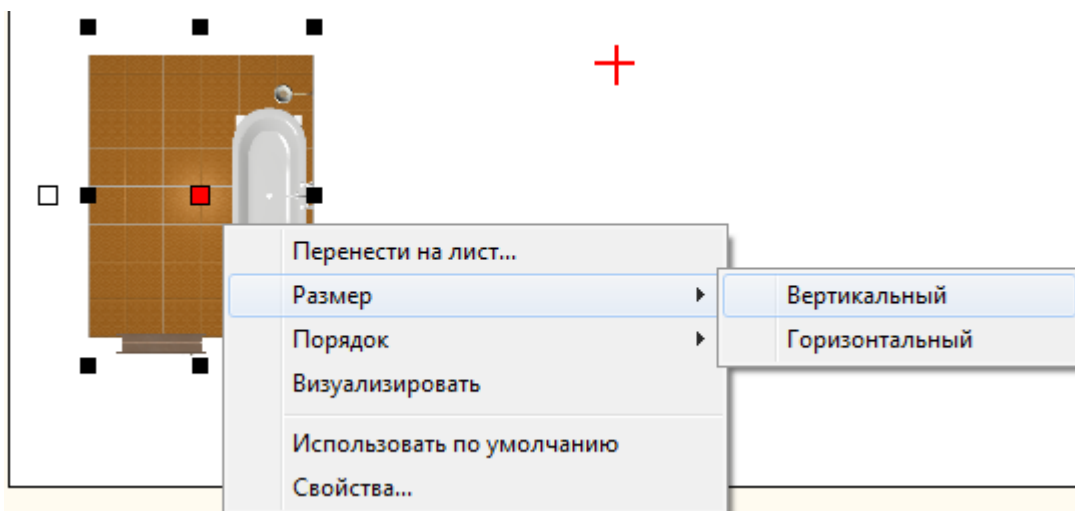 Перенести на лист...
Размер
Вертикальный
Порядок
Горизонтальный
Визуализировать
Использовать по умолчанию
Свойства...